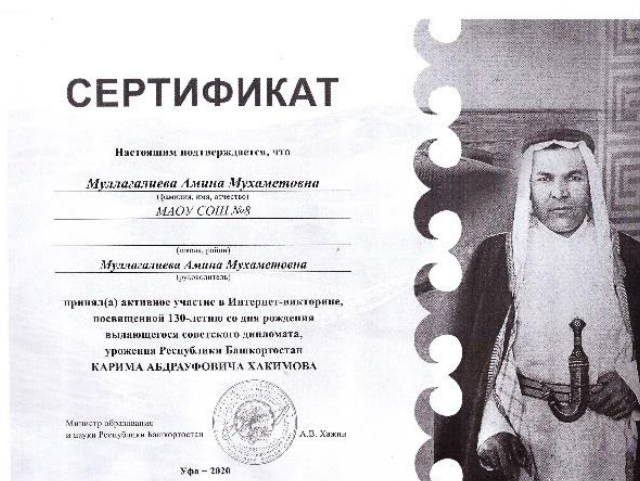 СЕРТИФИКАТ
Настоящим подтверждается, что
Муллагалиева Амина Мухаметовна
(фамилия, имя, отчество)
МАОУ СОШ №8
(школа, район)
Муллагалиева Амина Мухаметовна
(руководитель)
принял(а) активное участие в Интернет-викторине,
посвященной 130-летию со дня рождения
выдающегося советского дипломата,
уроженца Республики Башкортостан
КАРИМА АБДРАУФОВИЧА ХАКИМОВА
Министр образования
и науки Республики Башкортостан
А.В. Хажин
Уфа – 2020